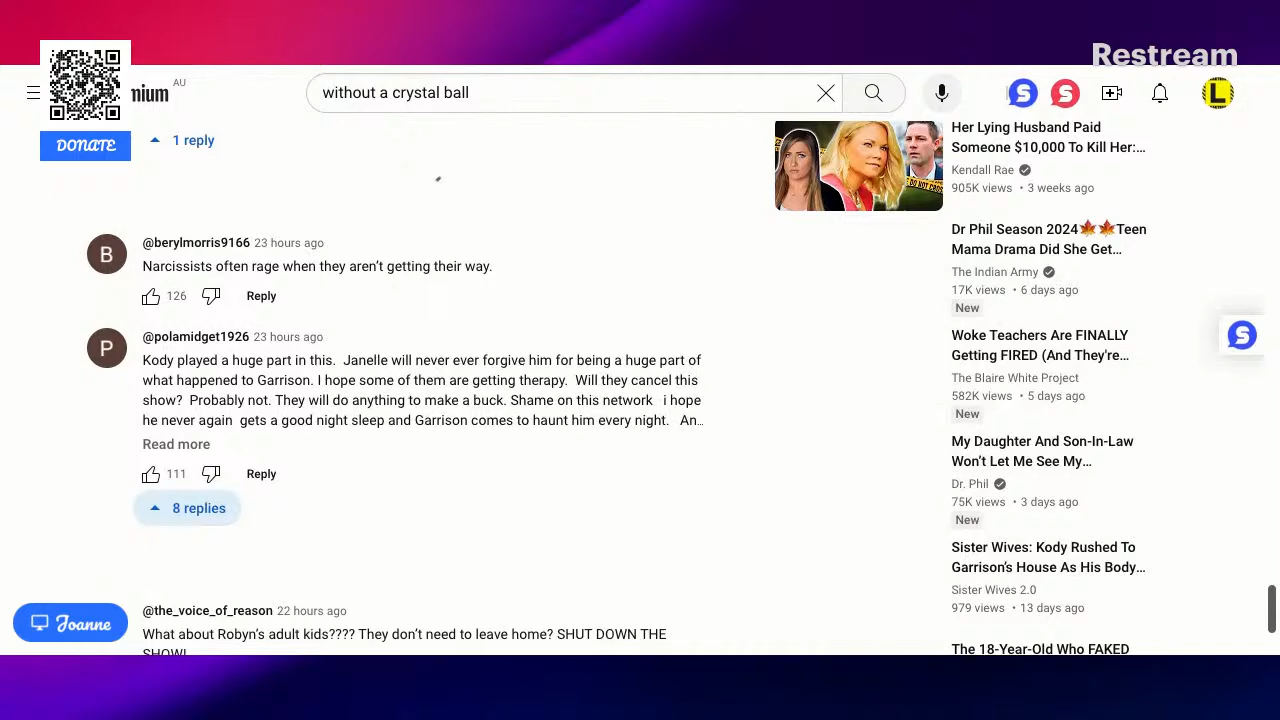 Restream
mium AU
without a crystal ball
DONATE
1 reply
@berylmorris9166 23 hours ago
Narcissists often rage when they aren’t getting their way.
126 Reply
@polamidget1926 23 hours ago
Kody played a huge part in this. Janelle will never ever forgive him for being a huge part of
what happened to Garrison. I hope some of them are getting therapy. Will they cancel this
show? Probably not. They will do anything to make a buck. Shame on this network i hope
he never again gets a good night sleep and Garrison comes to haunt him every night. An…
Read more
111 Reply
8 replies
@the_voice_of_reason 22 hours ago
What about Robyn’s adult kids???? They don’t need to leave home? SHUT DOWN THE
SHOW!
Joanne
Her Lying Husband Paid
Someone $10,000 To Kill Her:…
Kendall Rae
905K views • 3 weeks ago
Dr Phil Season 2024🍁🍁Teen
Mama Drama Did She Get…
The Indian Army
17K views • 6 days ago
New
Woke Teachers Are FINALLY
Getting FIRED (And They're…
The Blaire White Project
582K views • 5 days ago
New
My Daughter And Son-In-Law
Won’t Let Me See My…
Dr. Phil
75K views • 3 days ago
New
Sister Wives: Kody Rushed To
Garrison’s House As His Body…
Sister Wives 2.0
979 views • 13 days ago
The 18-Year-Old Who FAKED